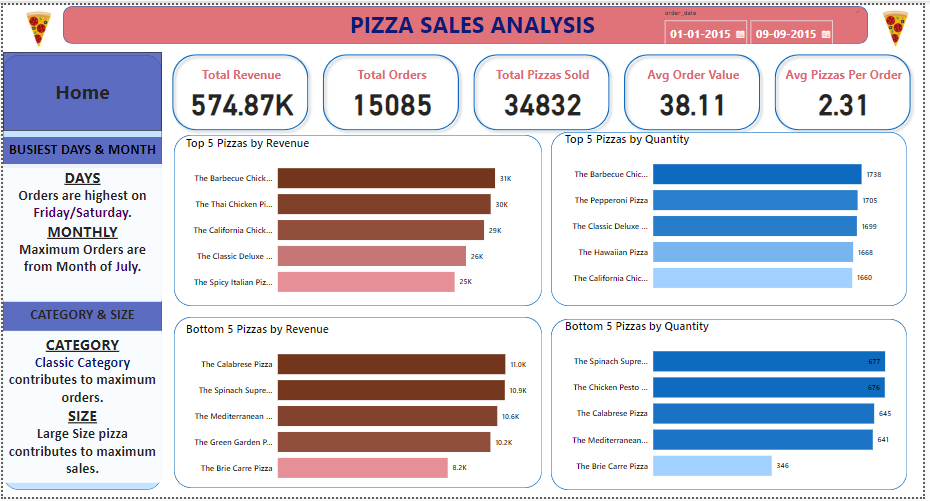 PIZZA SALES ANALYSIS
order_date
01-01-2015 09-09-2015
Home
BUSIEST DAYS & MONTH
DAYS
Orders are highest on
Friday/Saturday.
MONTHLY
Maximum Orders are
from Month of July.
CATEGORY & SIZE
CATEGORY
Classic Category
contributes to maximum
orders.
SIZE
Large Size pizza
contributes to maximum
sales.
Total Revenue
574.87K
Total Orders
15085
Total Pizzas Sold
34832
Avg Order Value
38.11
Avg Pizzas Per Order
2.31
Top 5 Pizzas by Revenue
The Barbecue Chick... 31K
The Thai Chicken Pi... 30K
The California Chick... 29K
The Classic Deluxe ... 26K
The Spicy Italian Piz... 25K
Top 5 Pizzas by Quantity
The Barbecue Chic... 1738
The Pepperoni Pizza 1705
The Classic Deluxe ... 1699
The Hawaiian Pizza 1668
The California Chic... 1660
Bottom 5 Pizzas by Revenue
The Calabrese Pizza 11.0K
The Spinach Supre... 10.9K
The Mediterranean ... 10.6K
The Green Garden P... 10.2K
The Brie Carre Pizza 8.2K
Bottom 5 Pizzas by Quantity
The Spinach Supre... 677
The Chicken Pesto ... 676
The Calabrese Pizza 645
The Mediterranean... 641
The Brie Carre Pizza 346